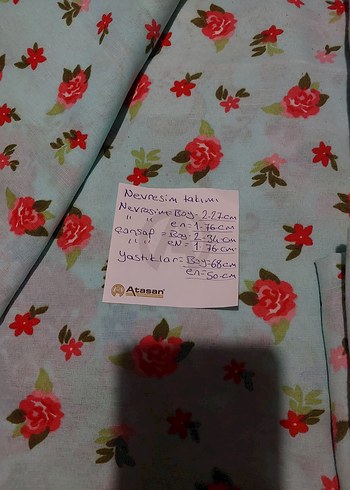 Nevresim takımı
Nevresim Boy= 2.27cm
" " en= 1.76cm
Çarşaf = Boy= 2.34cm
" " eN= 1.76cm
Yastıklar= Boy=68cm
en=50cm
Atasan